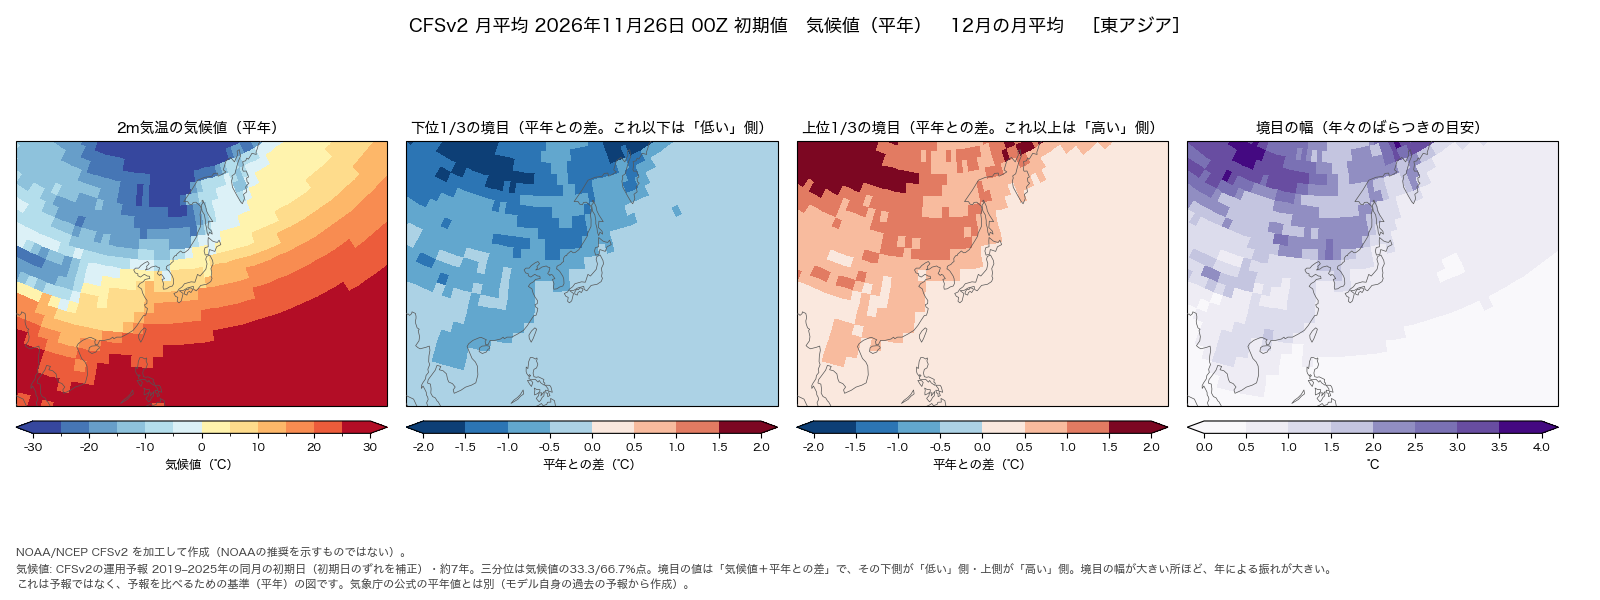 CFSv2 月平均 2026年11月26日 00Z 初期値　気候値（平年）　12月の月平均　［東アジア］
2m気温の気候値（平年）
下位1/3の境目（平年との差。これ以下は「低い」側）
上位1/3の境目（平年との差。これ以上は「高い」側）
境目の幅（年々のばらつきの目安）
-30 -20 -10 0 10 20 30
気候値（℃）
-2.0 -1.5 -1.0 -0.5 0.0 0.5 1.0 1.5 2.0
平年との差（℃）
-2.0 -1.5 -1.0 -0.5 0.0 0.5 1.0 1.5 2.0
平年との差（℃）
0.0 0.5 1.0 1.5 2.0 2.5 3.0 3.5 4.0
℃
NOAA/NCEP CFSv2 を加工して作成（NOAAの推奨を示すものではない）。
気候値: CFSv2の運用予報 2019–2025年の同月の初期日（初期日のずれを補正）・約7年。三分位は気候値の33.3/66.7%点。境目の値は「気候値＋平年との差」で、その下側が「低い」側・上側が「高い」側。境目の幅が大きい所ほど、年による振れが大きい。
これは予報ではなく、予報を比べるための基準（平年）の図です。気象庁の公式の平年値とは別（モデル自身の過去の予報から作成）。